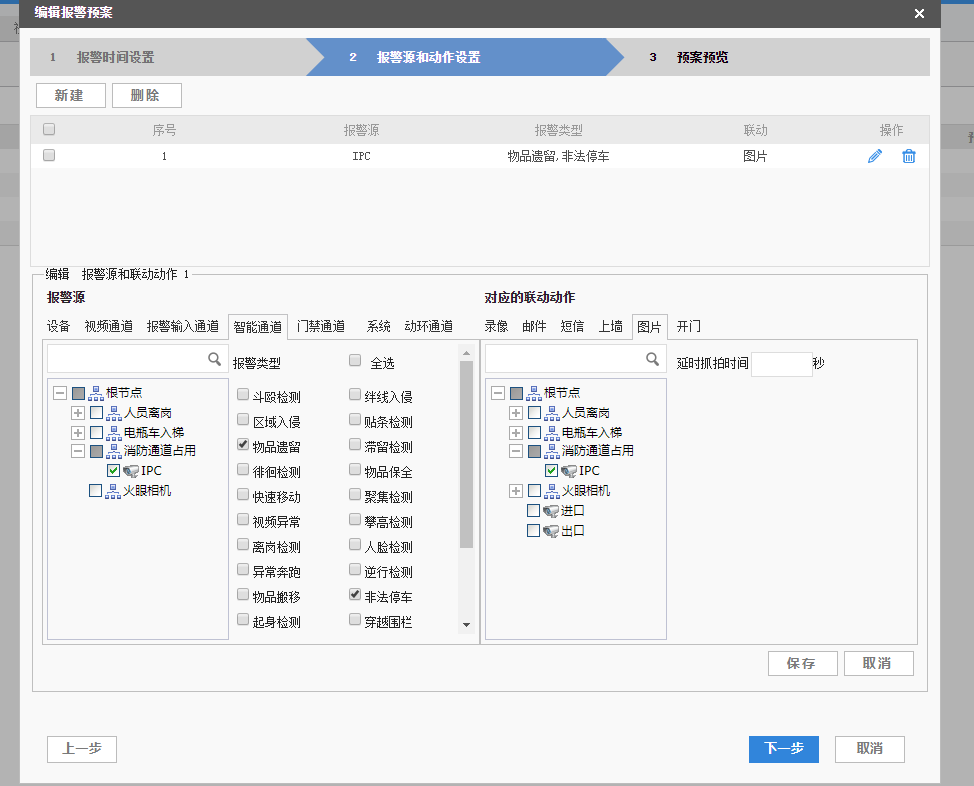 编辑报警预案
1 报警时间设置 2 报警源和动作设置 3 预案预览
新建 删除
序号 报警源 报警类型 联动 操作
1 IPC 物品遗留,非法停车 图片
编辑 报警源和联动动作 1
报警源 对应的联动动作
设备 视频通道 报警输入通道 智能通道 门禁通道 系统 动环通道 录像 邮件 短信 上墙 图片 开门
报警类型 全选 延时抓拍时间 秒
根节点
人员离岗
电瓶车入梯
消防通道占用
IPC
火眼相机
斗殴检测 绊线入侵
区域入侵 贴条检测
物品遗留 滞留检测
徘徊检测 物品保全
快速移动 聚集检测
视频异常 攀高检测
离岗检测 人脸检测
异常奔跑 逆行检测
物品搬移 非法停车
起身检测 穿越围栏
根节点
人员离岗
电瓶车入梯
消防通道占用
IPC
火眼相机
进口
出口
保存 取消
上一步 下一步 取消